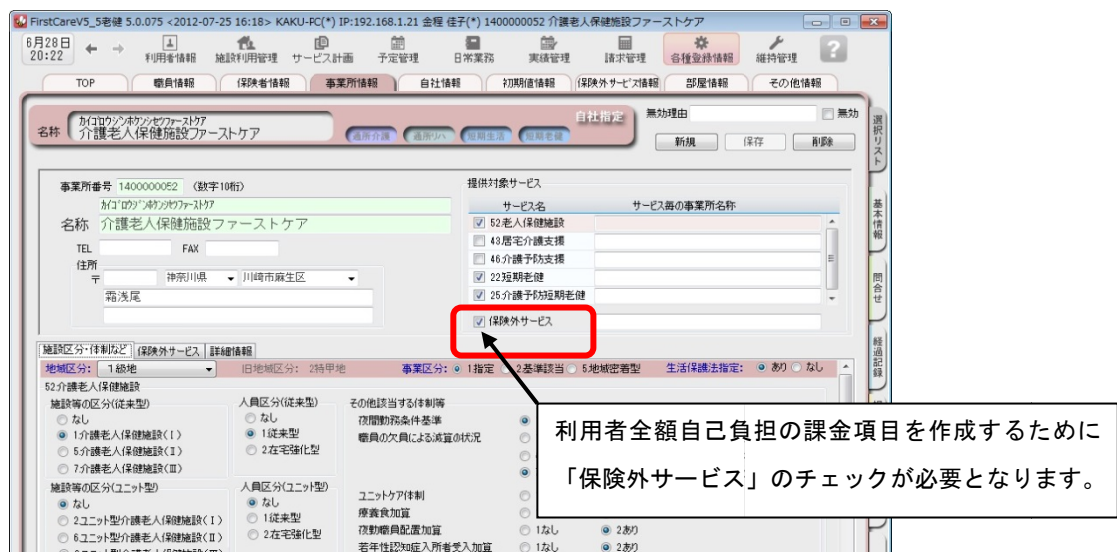 FirstCareV5_5老健 5.0.075 <2012-07-25 16:18> KAKU-PC(*) IP:192.168.1.21 金程 佳子(*) 1400000052 介護老人保健施設ファーストケア
6月28日
20:22
利用者情報 施設利用管理 サービス計画 予定管理 日常業務 実績管理 請求管理 各種登録情報 維持管理 ?
TOP 職員情報 保険者情報 事業所情報 自社情報 初期値情報 保険外サービス情報 部屋情報 その他情報
名称 カイゴロウジンホケンシセツファーストケア
介護老人保健施設ファーストケア
通所介護 通所リハ 短期生活 短期老健
自社指定
無効理由 無効
新規 保存 削除
選択リスト
基本情報
問合せ
経過記録
事業所番号 1400000052 (数字10桁)
カイゴロウジンホケンシセツファーストケア
名称 介護老人保健施設ファーストケア
TEL FAX
住所
〒 神奈川県 川崎市麻生区
霜浅尾
提供対象サービス
サービス名 サービス毎の事業所名称
52老人保健施設
43居宅介護支援
46介護予防支援
22短期老健
25介護予防短期老健
保険外サービス
施設区分・体制など 保険外サービス 詳細情報
地域区分: 1級地 旧地域区分: 2特甲地 事業区分: 1指定 2基準該当 5地域密着型 生活保護法指定: あり なし
52介護老人保健施設
施設等の区分(従来型) 人員区分(従来型) その他該当する体制等
なし なし 夜間勤務条件基準
1介護老人保健施設(Ⅰ) 1従来型 職員の欠員による減算の状況
5介護老人保健施設(Ⅱ) 2在宅強化型
7介護老人保健施設(Ⅲ)
施設等の区分(ユニット型) 人員区分(ユニット型)
なし なし ユニットケア体制
2ユニット型介護老人保健施設(Ⅰ) 1従来型 療養食加算
6ユニット型介護老人保健施設(Ⅱ) 2在宅強化型 夜勤職員配置加算 1なし 2あり
若年性認知症入所者受入加算 1なし 2あり
利用者全額自己負担の課金項目を作成するために
「保険外サービス」のチェックが必要となります。